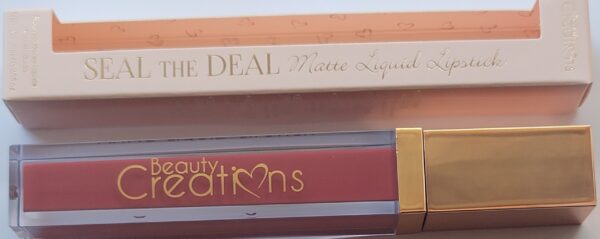 SEAL THE DEAL Matte Liquid Lipstick
Beauty
Creations